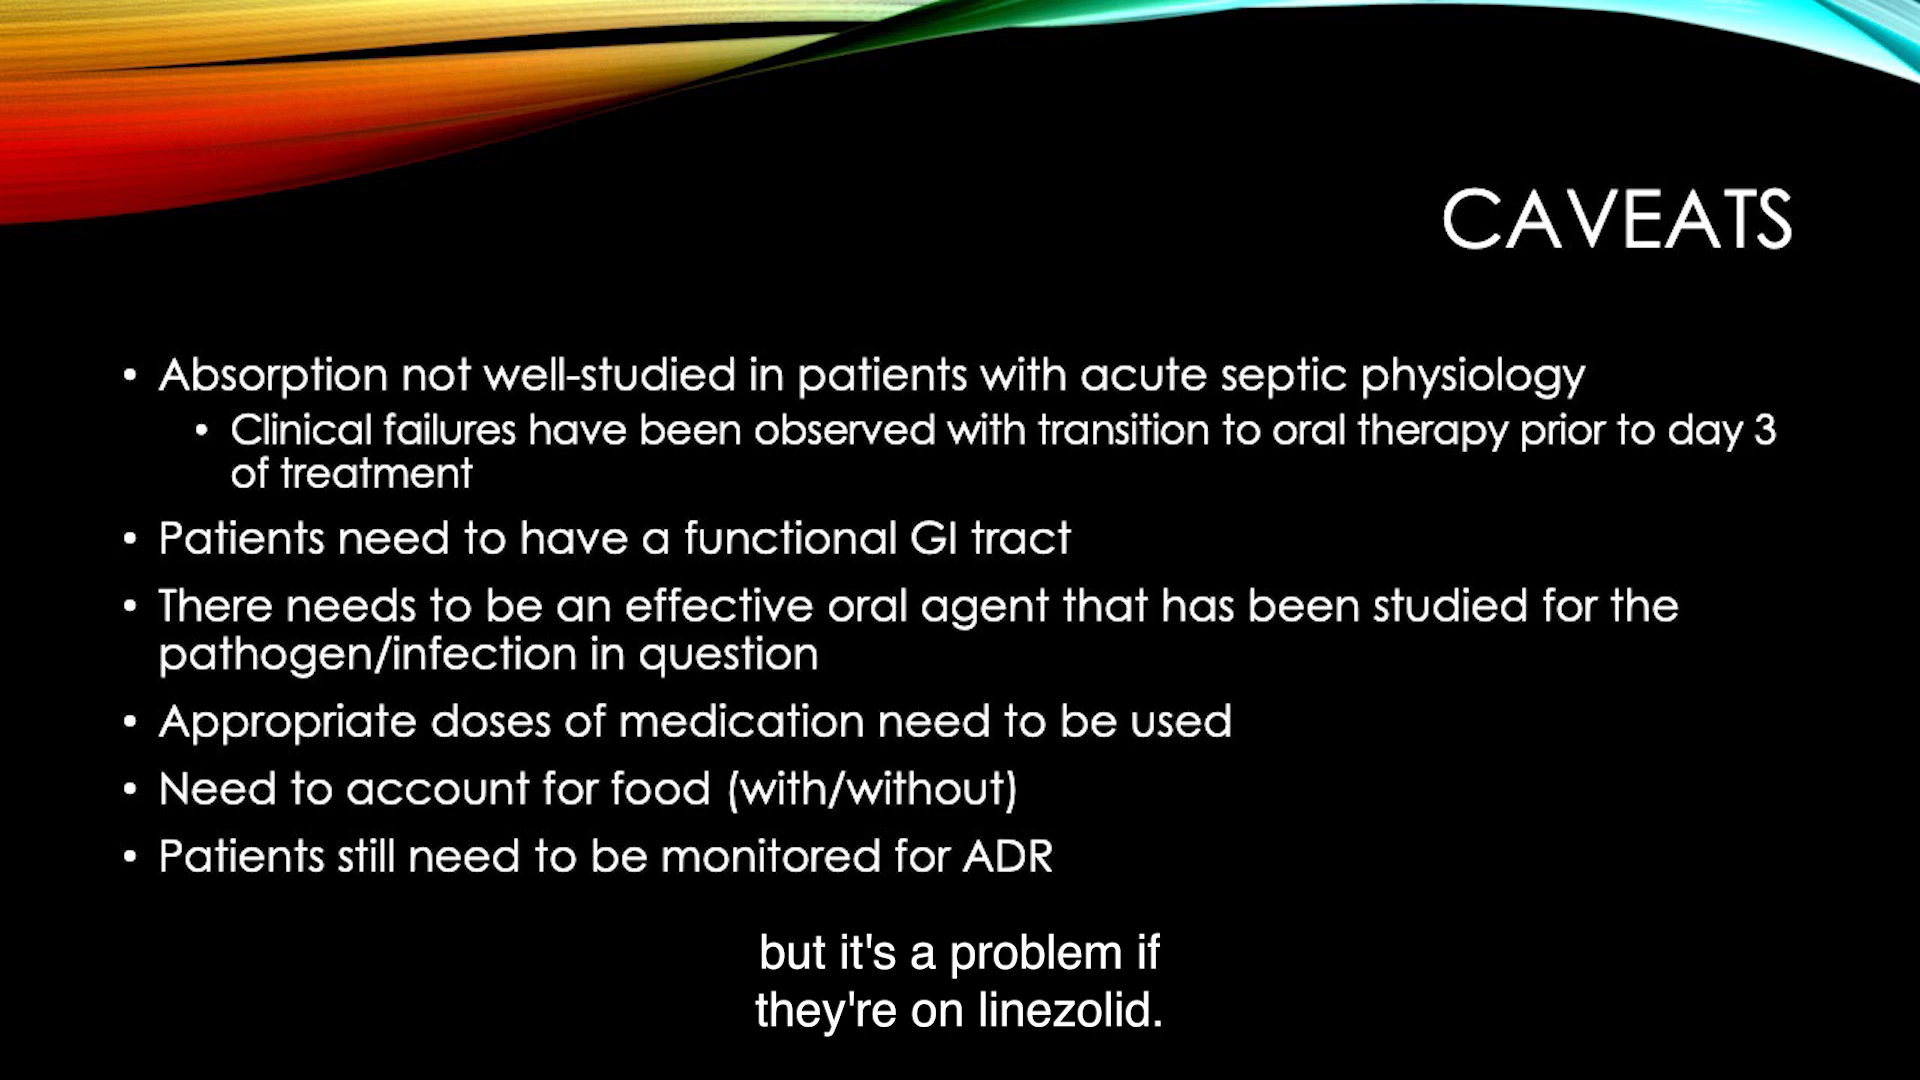 CAVEATS
• Absorption not well-studied in patients with acute septic physiology
• Clinical failures have been observed with transition to oral therapy prior to day 3
of treatment
• Patients need to have a functional GI tract
• There needs to be an effective oral agent that has been studied for the
pathogen/infection in question
• Appropriate doses of medication need to be used
• Need to account for food (with/without)
• Patients still need to be monitored for ADR
but it's a problem if
they're on linezolid.